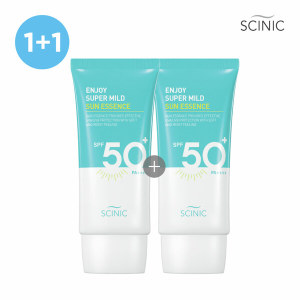 1+1
SCINIC
ENJOY
SUPER MILD
SUN ESSENCE
SPF 50+
SCINIC
+
ENJOY
SUPER MILD
SUN ESSENCE
SPF 50+
SCINIC